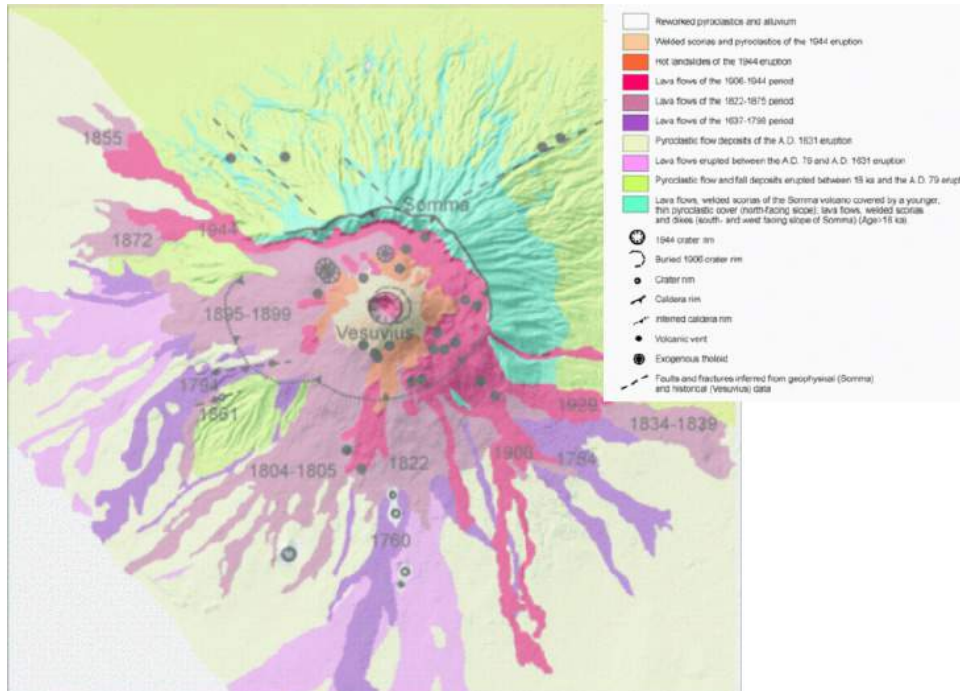 Reworked pyroclastics and alluvium
Welded scorias and pyroclastics of the 1944 eruption
Hot landslides of the 1944 eruption
Lava flows of the 1906-1944 period
Lava flows of the 1822-1875 period
Lava flows of the 1637-1798 period
Pyroclastic flow deposits of the A.D. 1631 eruption
Lava flows erupted between the A.D. 79 and A.D. 1631 eruption
Pyroclastic flow and fall deposits erupted between 18 ka and the A.D. 79 erupt
Lava flows, welded scorias of the Somma volcano covered by a younger,
thin pyroclastic cover (north-facing slope); lava flows, welded scorias
and dikes (south- and west facing slope of Somma) (Age>18 ka)
1944 crater rim
Buried 1906 crater rim
Crater rim
Caldera rim
Inferred caldera rim
Volcanic vent
Exogenous tholoid
Faults and fractures inferred from geophysical (Somma)
and historical (Vesuvius) data
1855
Somma
1944
1872
1895-1899
Vesuvius
1794
1861
1929
1834-1839
1906
1822
1804-1805
1760